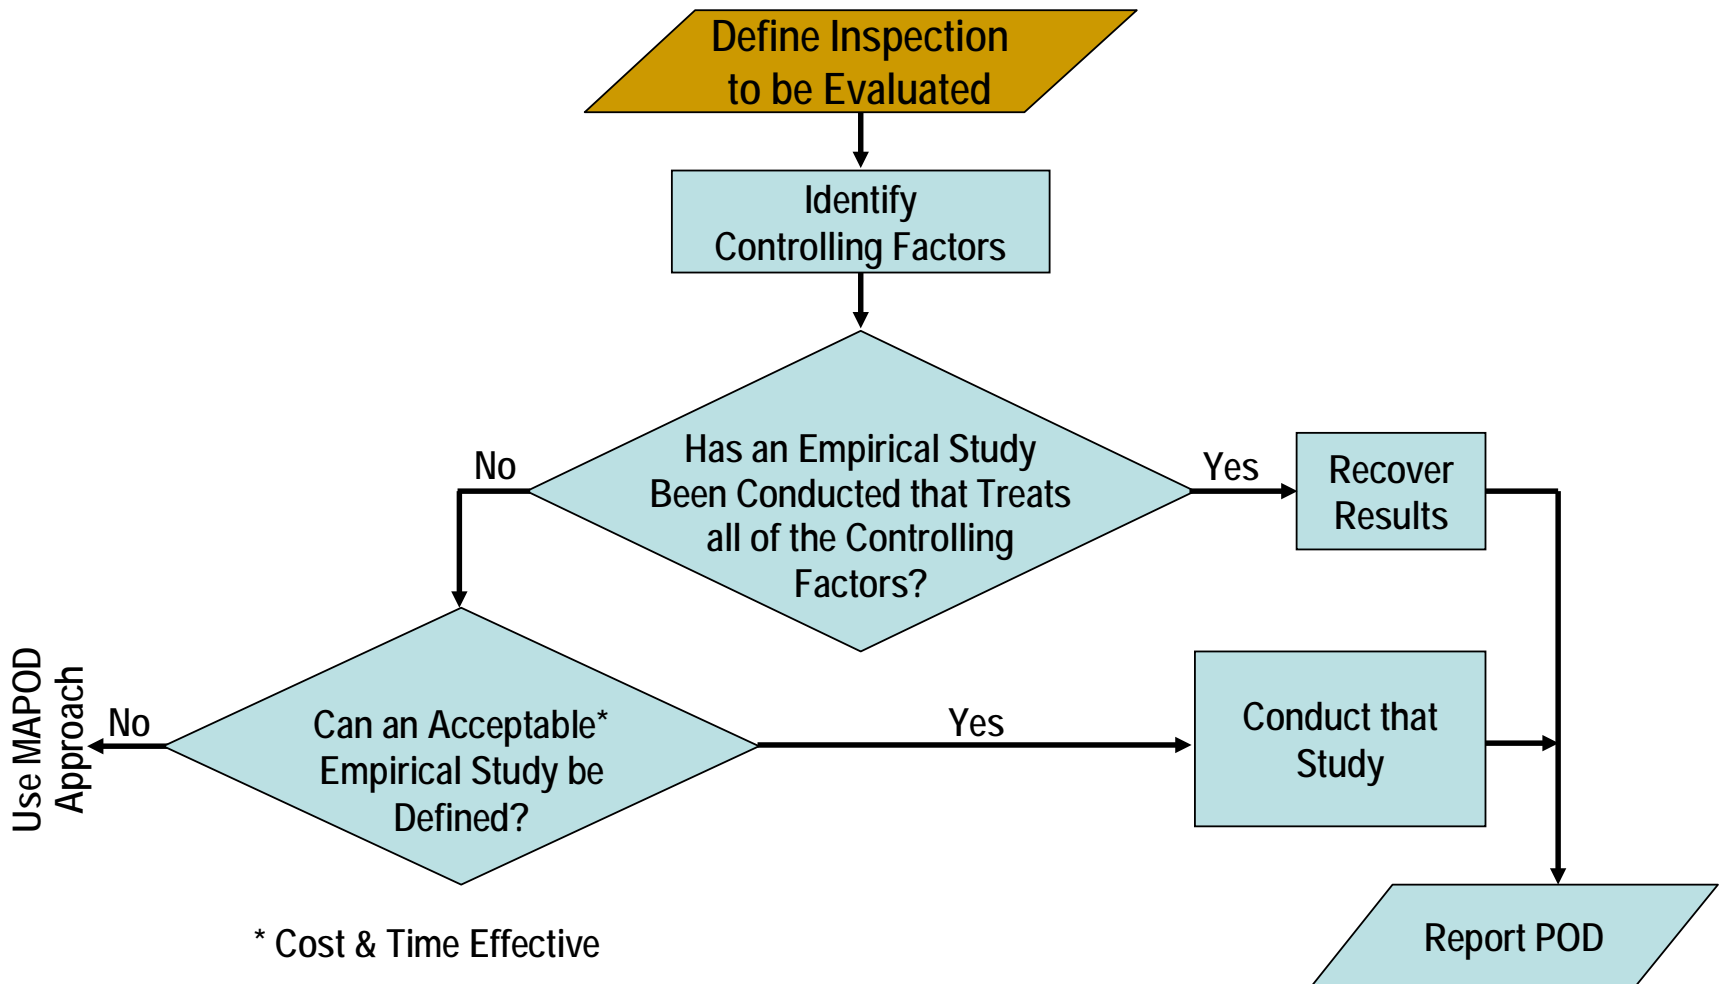 Define Inspection
to be Evaluated
Identify
Controlling Factors
Has an Empirical Study
Been Conducted that Treats
all of the Controlling
Factors?
No
Yes
Recover
Results
Use MAPOD
Approach
No
Can an Acceptable*
Empirical Study be
Defined?
Yes
Conduct that
Study
* Cost & Time Effective
Report POD